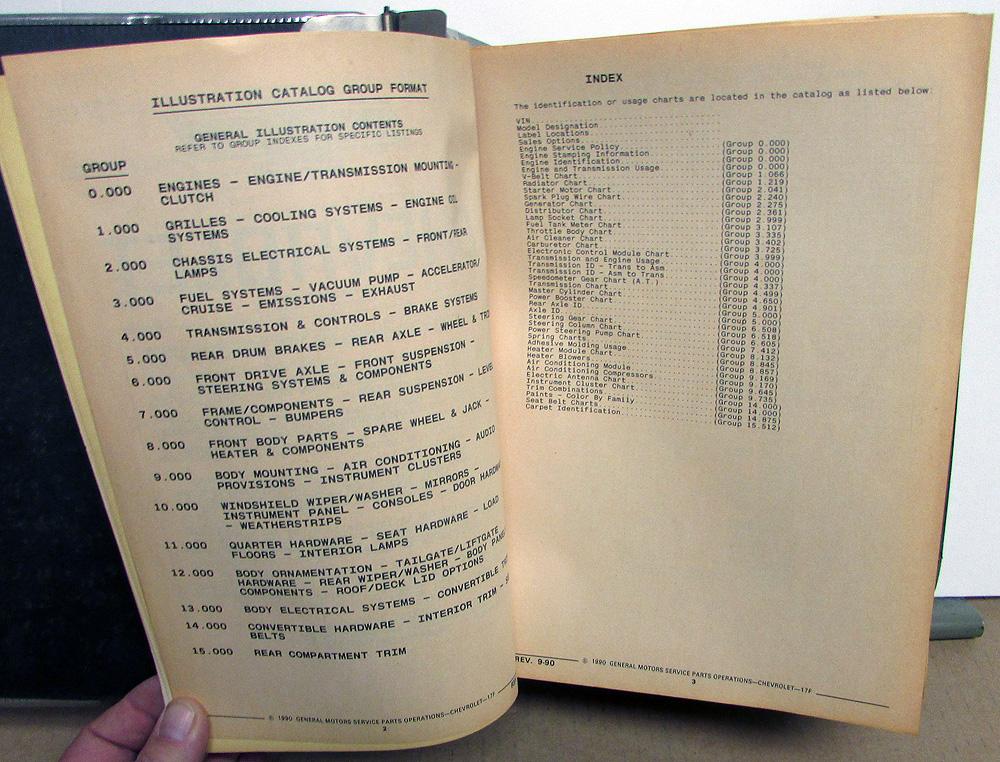 ILLUSTRATION CATALOG GROUP FORMAT
GENERAL ILLUSTRATION CONTENTS
REFER TO GROUP INDEXES FOR SPECIFIC LISTINGS
GROUP
0.000 ENGINES - ENGINE/TRANSMISSION MOUNTING -
CLUTCH
1.000 GRILLES - COOLING SYSTEMS - ENGINE OIL
SYSTEMS
2.000 CHASSIS ELECTRICAL SYSTEMS - FRONT/REAR
LAMPS
3.000 FUEL SYSTEMS - VACUUM PUMP - ACCELERATOR/
CRUISE - EMISSIONS - EXHAUST
4.000 TRANSMISSION & CONTROLS - BRAKE SYSTEMS
5.000 REAR DRUM BRAKES - REAR AXLE - WHEEL & TRI
6.000 FRONT DRIVE AXLE - FRONT SUSPENSION -
STEERING SYSTEMS & COMPONENTS
7.000 FRAME/COMPONENTS - REAR SUSPENSION - LEVE
CONTROL - BUMPERS
8.000 FRONT BODY PARTS - SPARE WHEEL & JACK -
HEATER & COMPONENTS
9.000 BODY MOUNTING - AIR CONDITIONING - AUDIO
PROVISIONS - INSTRUMENT CLUSTERS
10.000 WINDSHIELD WIPER/WASHER - MIRRORS -
INSTRUMENT PANEL - CONSOLES - DOOR HARDWA
- WEATHERSTRIPS
11.000 QUARTER HARDWARE - SEAT HARDWARE - LOAD
FLOORS - INTERIOR LAMPS
12.000 BODY ORNAMENTATION - TAILGATE/LIFTGATE
HARDWARE - REAR WIPER/WASHER - BODY PANE
COMPONENTS - ROOF/DECK LID OPTIONS
13.000 BODY ELECTRICAL SYSTEMS - CONVERTIBLE T
14.000 CONVERTIBLE HARDWARE - INTERIOR TRIM - S
BELTS
15.000 REAR COMPARTMENT TRIM
© 1990 GENERAL MOTORS SERVICE PARTS OPERATIONS—CHEVROLET—17F
2
INDEX
The identification or usage charts are located in the catalog as listed below:
VIN
Model Designation
Label Locations
Sales Options
Engine Service Policy (Group 0.000)
Engine Stamping Information (Group 0.000)
Engine Identification (Group 0.000)
Engine and Transmission Usage (Group 0.000)
V-Belt Chart (Group 1.066)
Radiator Chart (Group 1.219)
Starter Motor Chart (Group 2.041)
Spark Plug Wire Chart (Group 2.240)
Generator Chart (Group 2.275)
Distributor Chart (Group 2.361)
Lamp Socket Chart (Group 2.999)
Fuel Tank Meter Chart (Group 3.107)
Throttle Body Chart (Group 3.335)
Air Cleaner Chart (Group 3.402)
Carburetor Chart (Group 3.725)
Electronic Control Module Chart (Group 3.999)
Transmission and Engine Usage (Group 4.000)
Transmission ID - Trans to Asm (Group 4.000)
Transmission ID - Asm to Trans (Group 4.000)
Speedometer Gear Chart (A.T.) (Group 4.337)
Transmission Chart (Group 4.499)
Master Cylinder Chart (Group 4.650)
Power Booster Chart (Group 4.901)
Rear Axle ID (Group 5.000)
Axle ID (Group 5.000)
Steering Gear Chart (Group 6.508)
Steering Column Chart (Group 6.518)
Power Steering Pump Chart (Group 6.605)
Spring Charts (Group 7.412)
Adhesive Molding Usage (Group 8.132)
Heater Module Chart (Group 8.845)
Heater Blowers (Group 8.857)
Air Conditioning Module (Group 9.169)
Air Conditioning Compressors (Group 9.170)
Electric Antenna Chart (Group 9.645)
Instrument Cluster Chart (Group 9.735)
Trim Combinations (Group 14.000)
Paints - Color By Family (Group 14.000)
Seat Belt Charts (Group 14.875)
Carpet Identification (Group 15.512)
REV. 9-90 © 1990 GENERAL MOTORS SERVICE PARTS OPERATIONS—CHEVROLET—17F
3